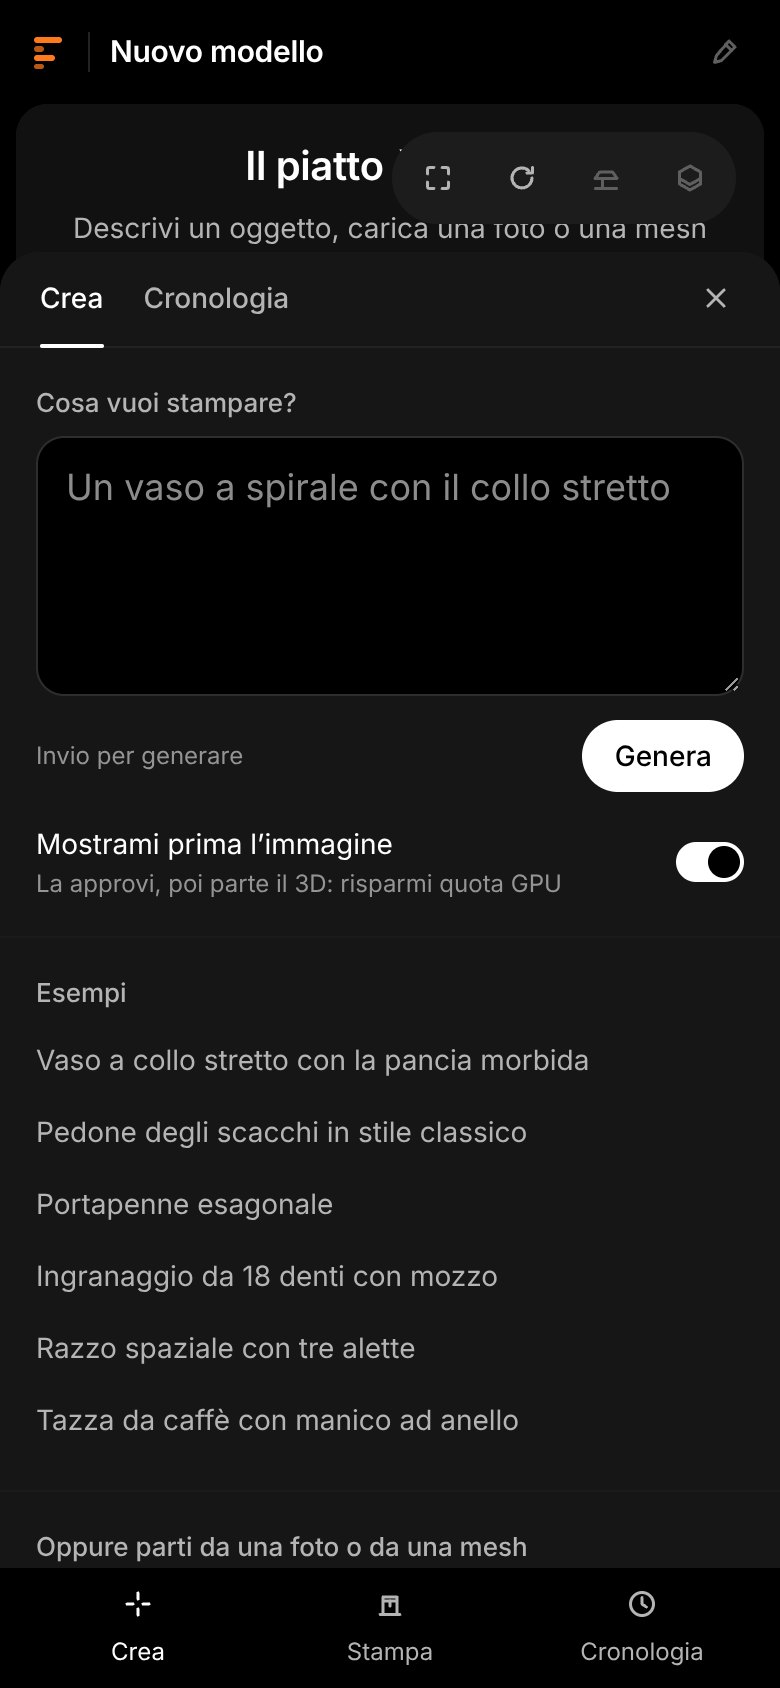 Nuovo modello
Il piatto
Descrivi un oggetto, carica una foto o una mesh
Crea
Cronologia
Cosa vuoi stampare?
Un vaso a spirale con il collo stretto
Invio per generare
Genera
Mostrami prima l’immagine
La approvi, poi parte il 3D: risparmi quota GPU
Esempi
Vaso a collo stretto con la pancia morbida
Pedone degli scacchi in stile classico
Portapenne esagonale
Ingranaggio da 18 denti con mozzo
Razzo spaziale con tre alette
Tazza da caffè con manico ad anello
Oppure parti da una foto o da una mesh
Crea
Stampa
Cronologia